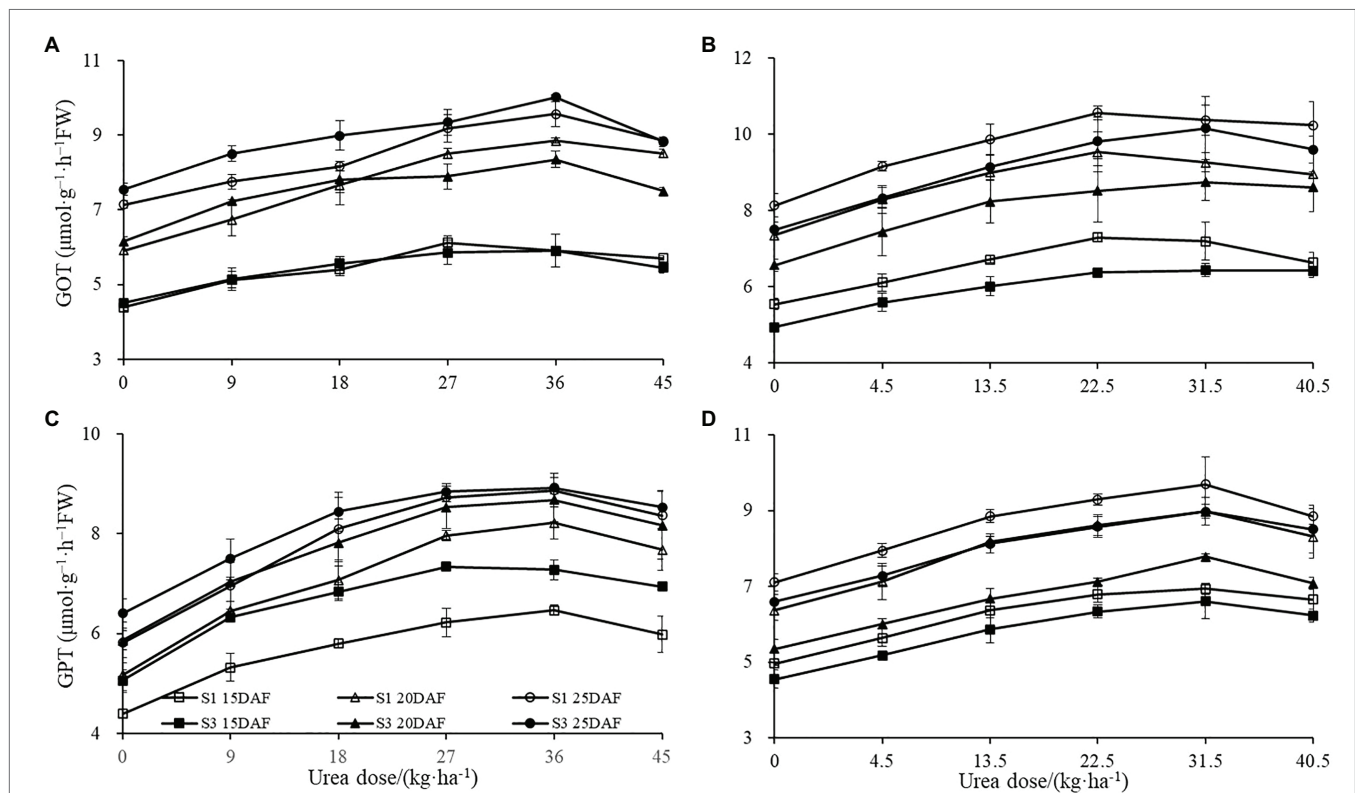 A
GOT (μmol·g⁻¹·h⁻¹FW)
11
9
7
5
3
0 9 18 27 36 45
B
12
10
8
6
4
0 4.5 13.5 22.5 31.5 40.5
C
GPT (μmol·g⁻¹·h⁻¹FW)
10
8
6
4
S1 15DAF S1 20DAF S1 25DAF
S3 15DAF S3 20DAF S3 25DAF
0 9 18 27 36 45
Urea dose/(kg·ha⁻¹)
D
11
9
7
5
3
0 4.5 13.5 22.5 31.5 40.5
Urea dose/(kg·ha⁻¹)